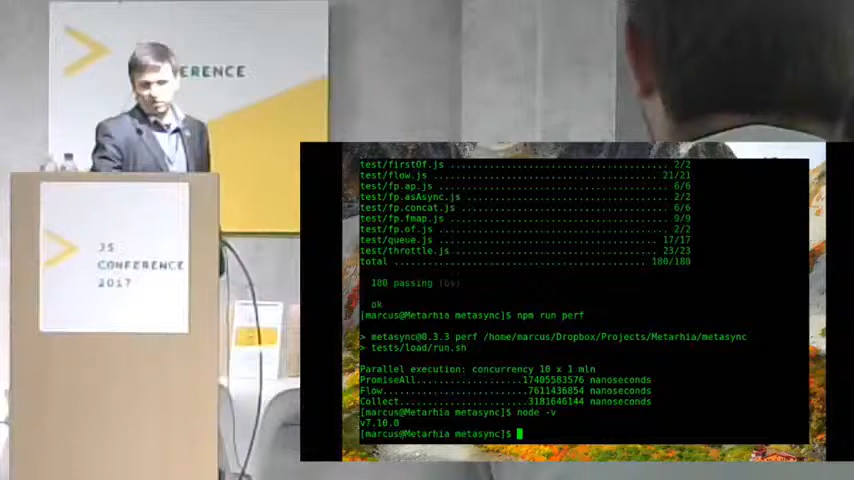 ERENCE
JS
CONFERENCE
2017
test/firstOf.js ........................................ 2/2
test/flow.js ........................................ 21/21
test/fp.ap.js ........................................ 6/6
test/fp.asAsync.js ................................... 2/2
test/fp.concat.js .................................... 6/6
test/fp.fmap.js ...................................... 9/9
test/fp.of.js ........................................ 2/2
test/queue.js ...................................... 17/17
test/throttle.js ................................... 23/23
total ............................................ 180/180
180 passing (6s)
ok
[marcus@Metarhia metasync]$ npm run perf
> metasync@0.3.3 perf /home/marcus/Dropbox/Projects/Metarhia/metasync
> tests/load/run.sh
Parallel execution: concurrency 10 x 1 mln
PromiseAll...................17405583576 nanoseconds
Flow..........................7611436854 nanoseconds
Collect.......................3181646144 nanoseconds
[marcus@Metarhia metasync]$ node -v
v7.10.0
[marcus@Metarhia metasync]$